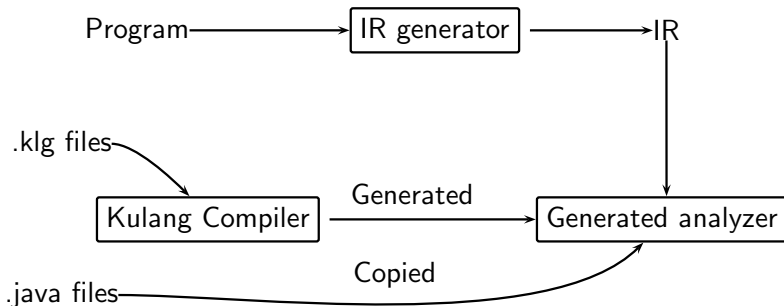 Program
IR generator
IR
.klg files
Kulang Compiler
Generated
Generated analyzer
Copied
.java files